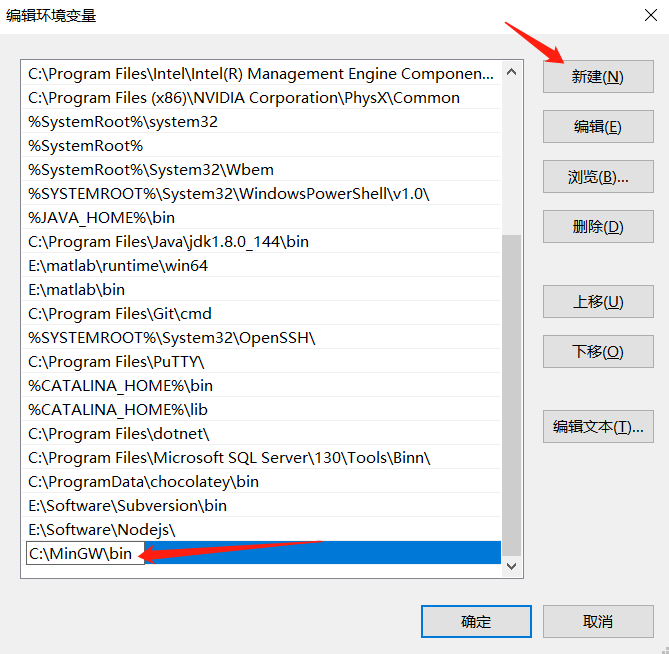 编辑环境变量
C:\Program Files\Intel\Intel(R) Management Engine Componen...
C:\Program Files (x86)\NVIDIA Corporation\PhysX\Common
%SystemRoot%\system32
%SystemRoot%
%SystemRoot%\System32\Wbem
%SYSTEMROOT%\System32\WindowsPowerShell\v1.0\
%JAVA_HOME%\bin
C:\Program Files\Java\jdk1.8.0_144\bin
E:\matlab\runtime\win64
E:\matlab\bin
C:\Program Files\Git\cmd
%SYSTEMROOT%\System32\OpenSSH\
C:\Program Files\PuTTY\
%CATALINA_HOME%\bin
%CATALINA_HOME%\lib
C:\Program Files\dotnet\
C:\Program Files\Microsoft SQL Server\130\Tools\Binn\
C:\ProgramData\chocolatey\bin
E:\Software\Subversion\bin
E:\Software\Nodejs\
C:\MinGW\bin
新建(N)
编辑(E)
浏览(B)...
删除(D)
上移(U)
下移(O)
编辑文本(T)...
确定
取消